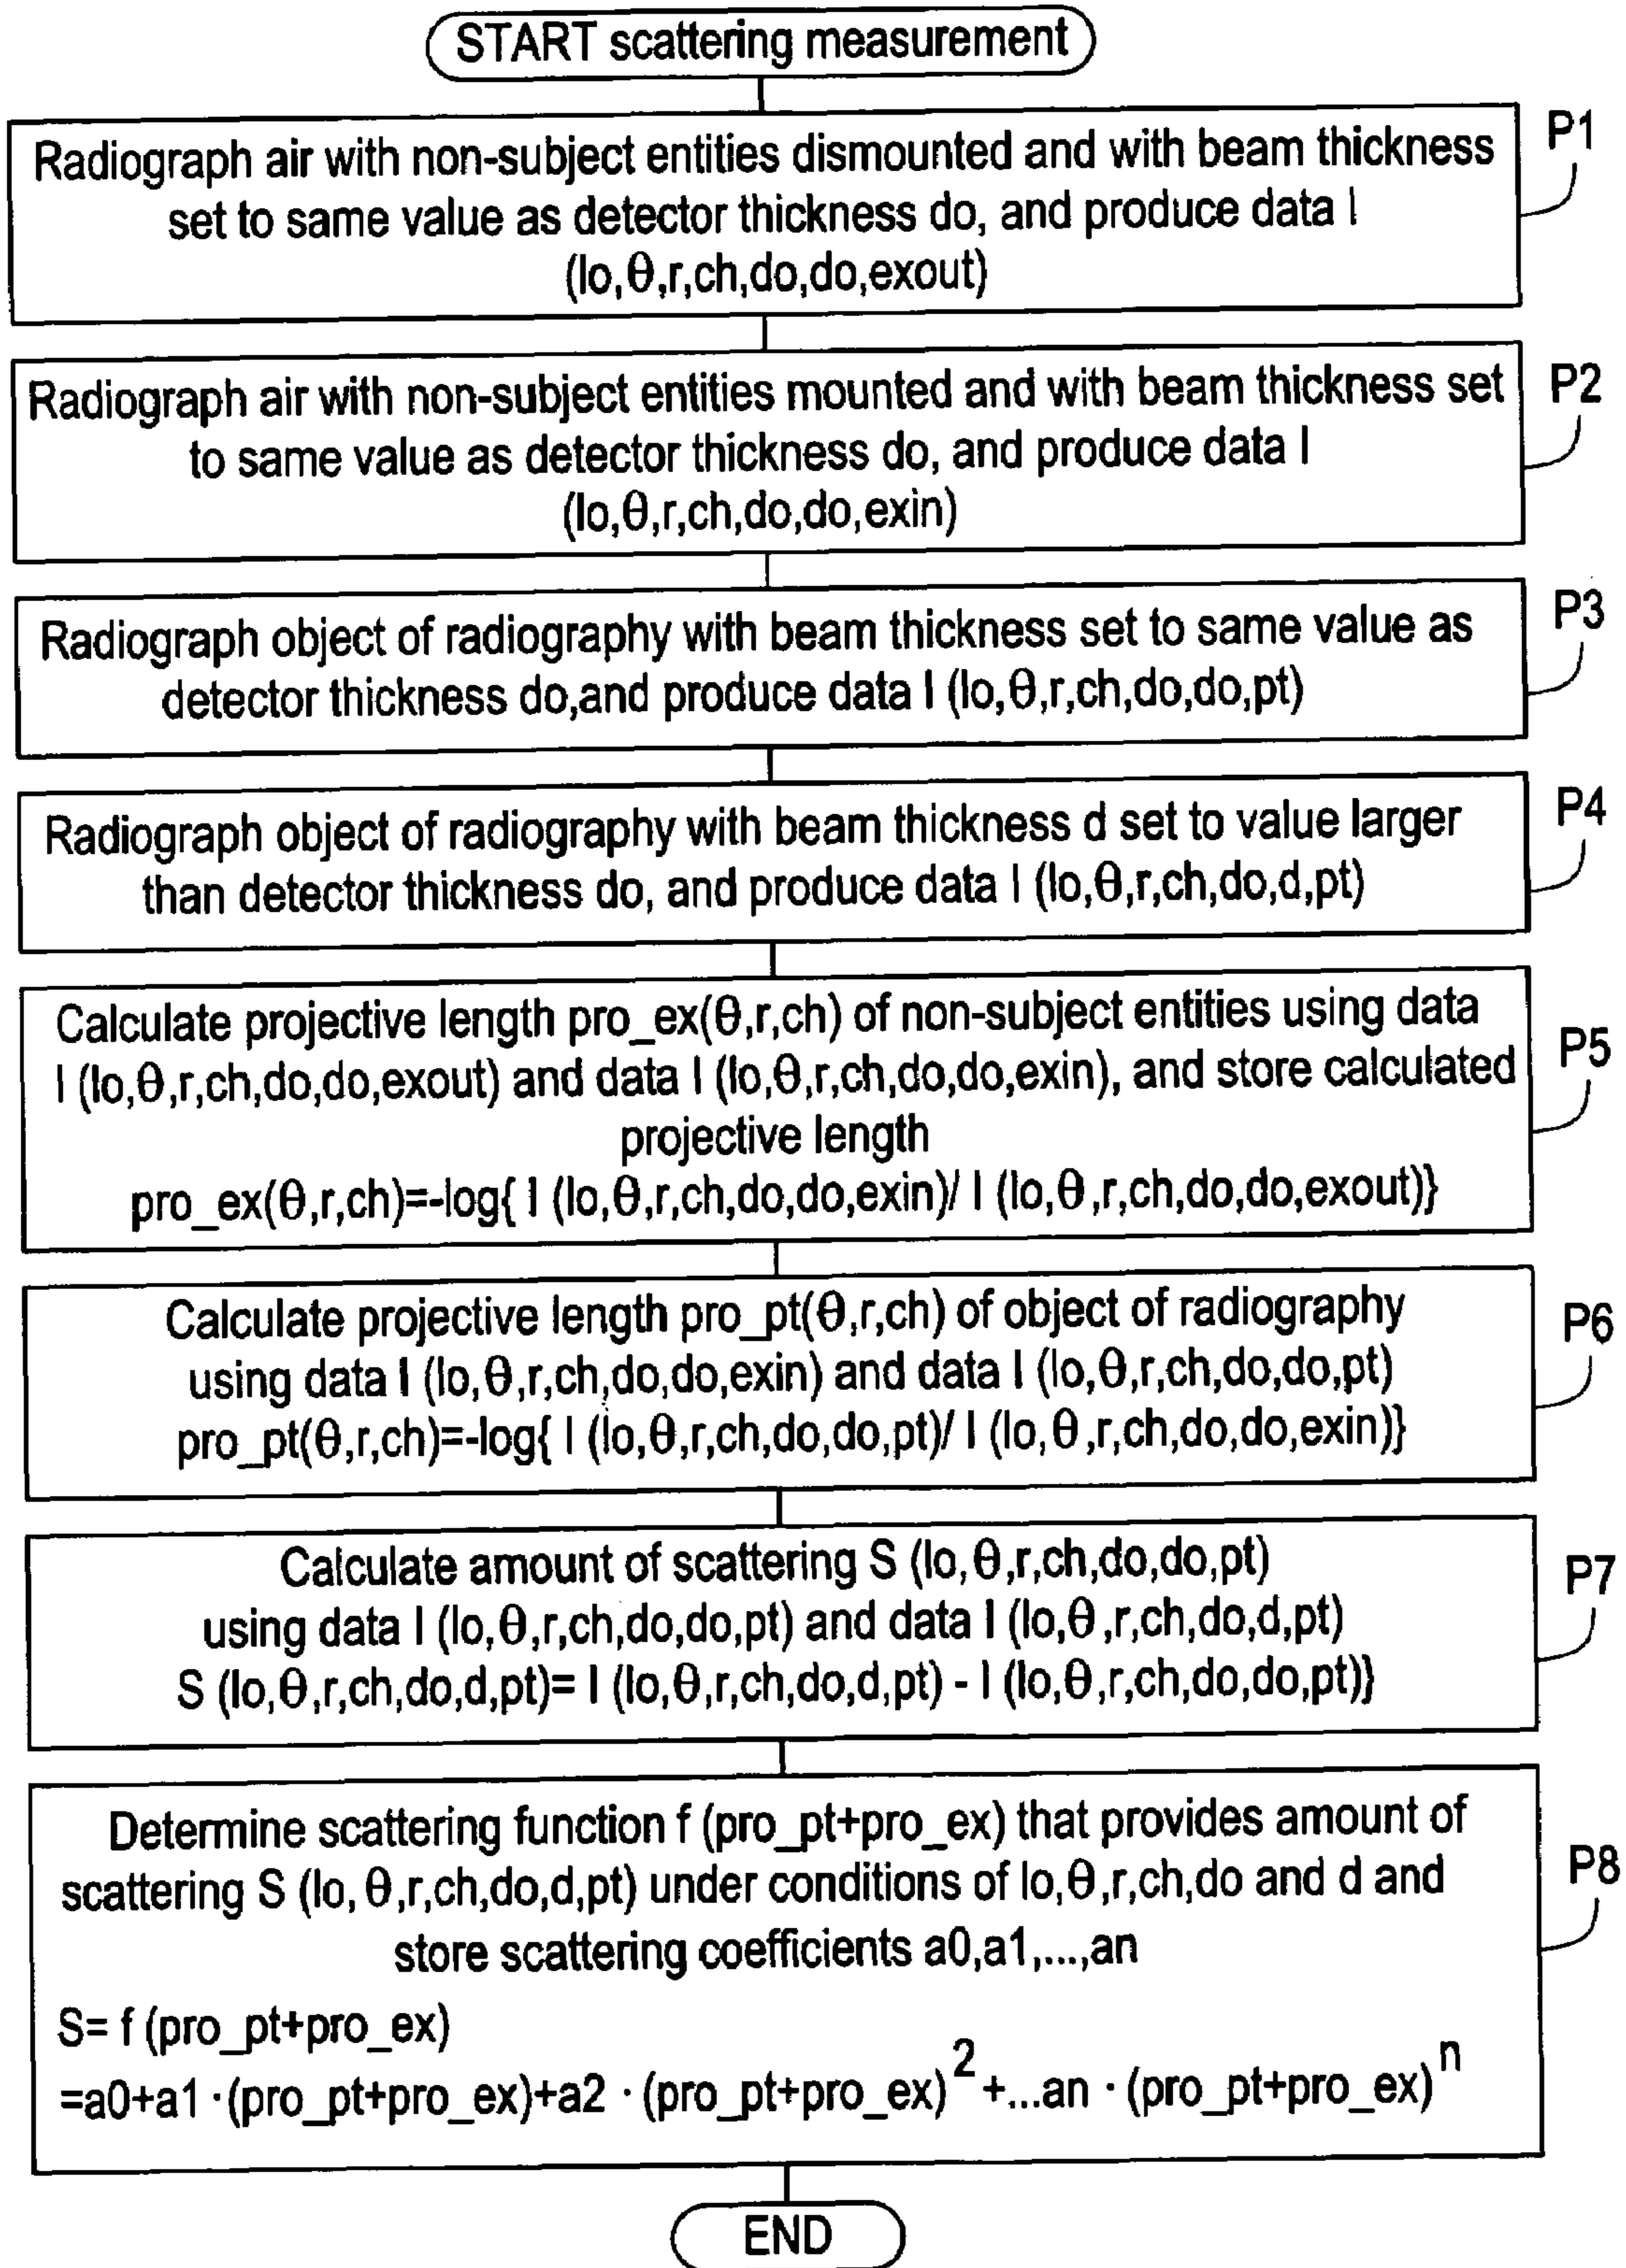 START scattering measurement
P1
Radiograph air with non-subject entities dismounted and with beam thickness
set to same value as detector thickness do, and produce data I
(Io,θ,r,ch,do,do,exout)
P2
Radiograph air with non-subject entities mounted and with beam thickness set
to same value as detector thickness do, and produce data I
(Io,θ,r,ch,do,do,exin)
P3
Radiograph object of radiography with beam thickness set to same value as
detector thickness do,and produce data I (Io,θ,r,ch,do,do,pt)
P4
Radiograph object of radiography with beam thickness d set to value larger
than detector thickness do, and produce data I (Io,θ,r,ch,do,d,pt)
P5
Calculate projective length pro_ex(θ,r,ch) of non-subject entities using data
I (Io,θ,r,ch,do,do,exout) and data I (Io,θ,r,ch,do,do,exin), and store calculated
projective length
pro_ex(θ,r,ch)=-log{ I (Io,θ,r,ch,do,do,exin)/ I (Io,θ,r,ch,do,do,exout)}
P6
Calculate projective length pro_pt(θ,r,ch) of object of radiography
using data I (Io,θ,r,ch,do,do,exin) and data I (Io,θ,r,ch,do,do,pt)
pro_pt(θ,r,ch)=-log{ I (Io,θ,r,ch,do,do,pt)/ I (Io,θ,r,ch,do,do,exin)}
P7
Calculate amount of scattering S (Io,θ,r,ch,do,do,pt)
using data I (Io,θ,r,ch,do,do,pt) and data I (Io,θ,r,ch,do,d,pt)
S (Io,θ,r,ch,do,d,pt)= I (Io,θ,r,ch,do,d,pt) - I (Io,θ,r,ch,do,do,pt)}
P8
Determine scattering function f (pro_pt+pro_ex) that provides amount of
scattering S (Io, θ,r,ch,do,d,pt) under conditions of Io,θ,r,ch,do and d and
store scattering coefficients a0,a1,...,an
S= f (pro_pt+pro_ex)
=a0+a1·(pro_pt+pro_ex)+a2 · (pro_pt+pro_ex)²+...an · (pro_pt+pro_ex)ⁿ
END